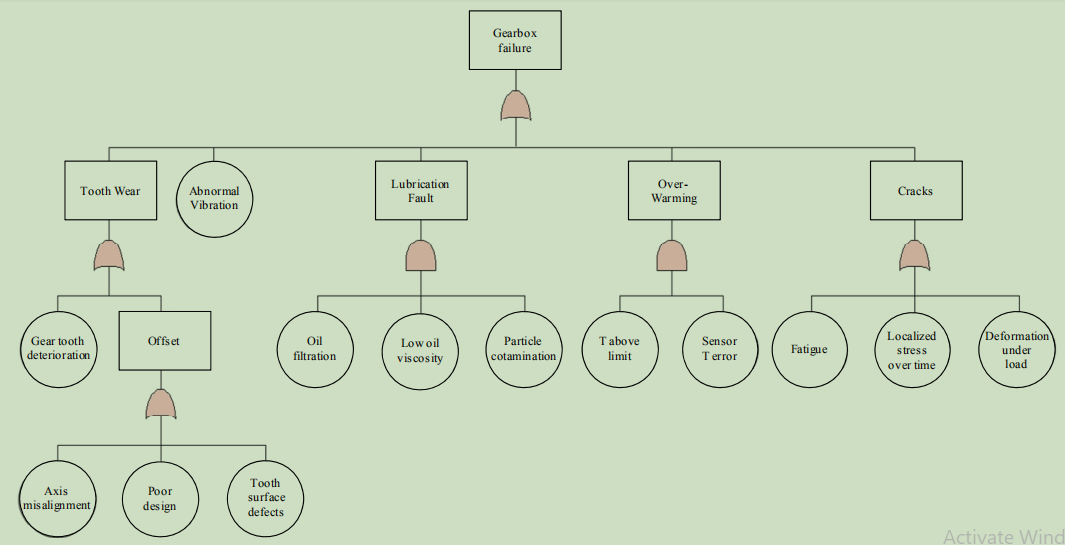 Gearbox
failure
Tooth Wear
Abnormal
Vibration
Lubrication
Fault
Over-
Warming
Cracks
Gear tooth
deterioration
Offset
Oil
filtration
Low oil
viscosity
Particle
cotamination
T above
limit
Sensor
T error
Fatigue
Localized
stress
over time
Deformation
under
load
Axis
misalignment
Poor
design
Tooth
surface
defects
Activate Wind